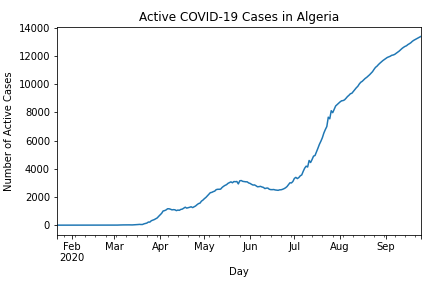 Active COVID-19 Cases in Algeria
14000
12000
10000
8000
6000
4000
2000
0
Number of Active Cases
Feb Mar Apr May Jun Jul Aug Sep
2020
Day